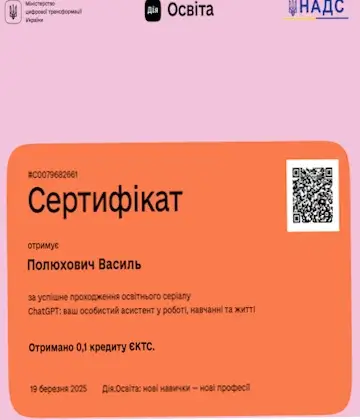 Міністерство
цифрової трансформації
України
Дія Освіта
НАДС
#C0079682661
Сертифікат
отримує
Полюхович Василь
за успішне проходження освітнього серіалу
ChatGPT: ваш особистий асистент у роботі, навчанні та житті
Отримано 0,1 кредиту ЄКТС.
19 березня 2025 Дія.Освіта: нові навички — нові професії